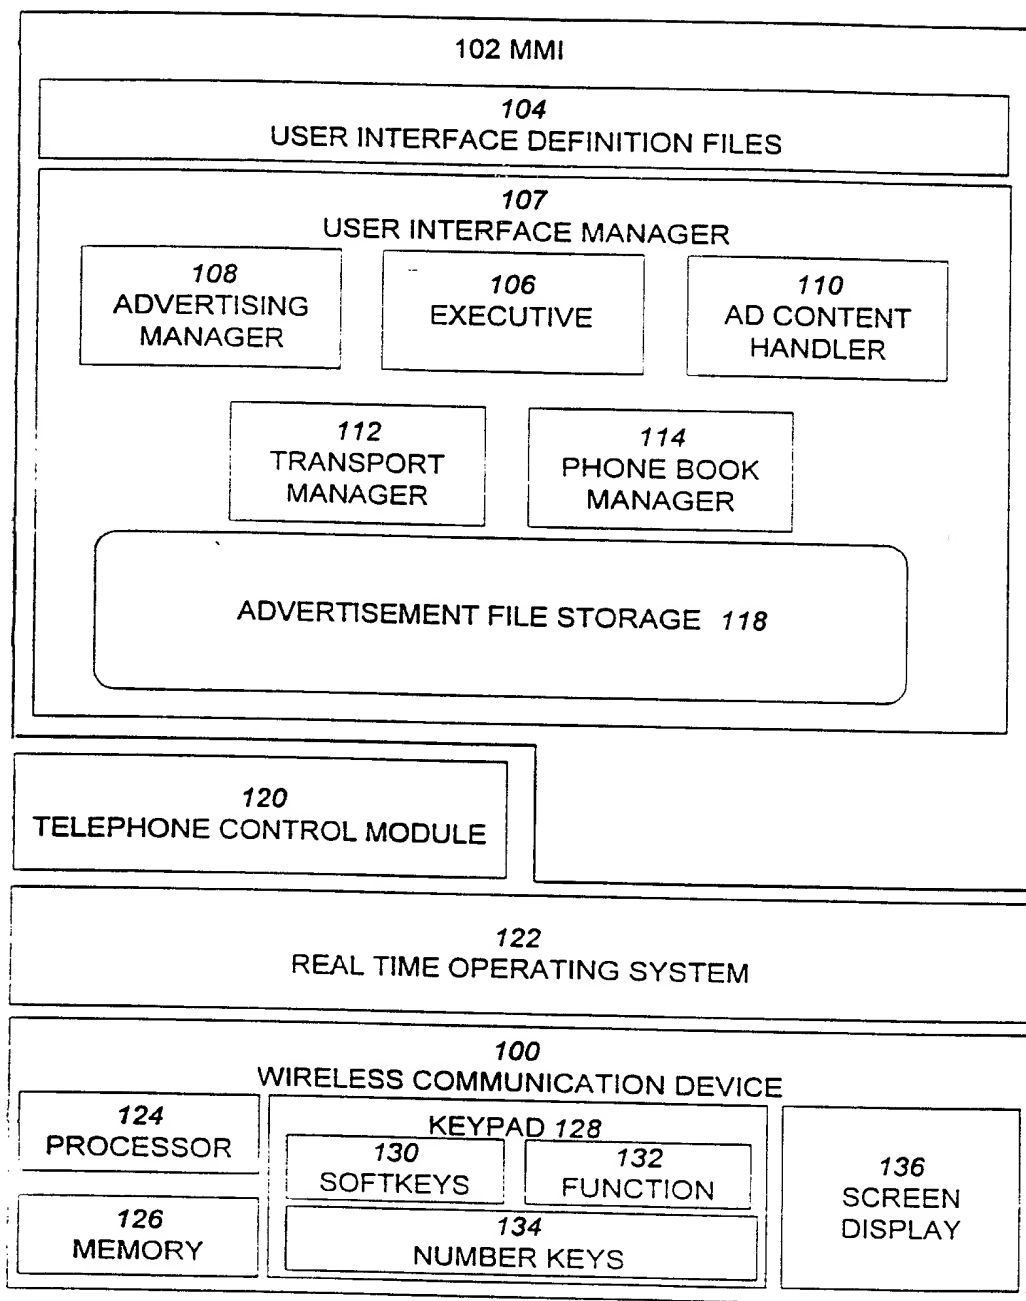 102 MMI
104
USER INTERFACE DEFINITION FILES
107
USER INTERFACE MANAGER
108
ADVERTISING
MANAGER
106
EXECUTIVE
110
AD CONTENT
HANDLER
112
TRANSPORT
MANAGER
114
PHONE BOOK
MANAGER
ADVERTISEMENT FILE STORAGE 118
120
TELEPHONE CONTROL MODULE
122
REAL TIME OPERATING SYSTEM
100
WIRELESS COMMUNICATION DEVICE
124
PROCESSOR
126
MEMORY
KEYPAD 128
130
SOFTKEYS
132
FUNCTION
134
NUMBER KEYS
136
SCREEN
DISPLAY